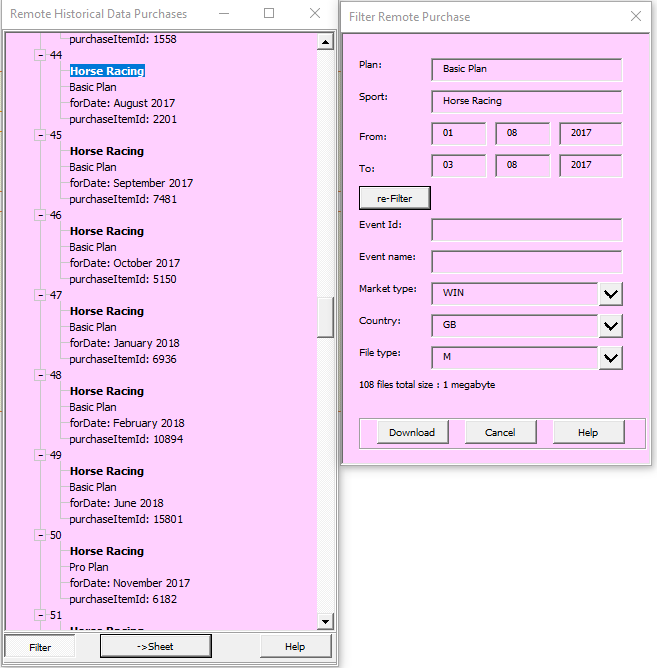 Remote Historical Data Purchases
purchaseItemId: 1558
44
Horse Racing
Basic Plan
forDate: August 2017
purchaseItemId: 2201
45
Horse Racing
Basic Plan
forDate: September 2017
purchaseItemId: 7481
46
Horse Racing
Basic Plan
forDate: October 2017
purchaseItemId: 5150
47
Horse Racing
Basic Plan
forDate: January 2018
purchaseItemId: 6936
48
Horse Racing
Basic Plan
forDate: February 2018
purchaseItemId: 10894
49
Horse Racing
Basic Plan
forDate: June 2018
purchaseItemId: 15801
50
Horse Racing
Pro Plan
forDate: November 2017
purchaseItemId: 6182
51
Horse Racing
Filter ->Sheet Help
Filter Remote Purchase
Plan: Basic Plan
Sport: Horse Racing
From: 01 08 2017
To: 03 08 2017
re-Filter
Event Id:
Event name:
Market type: WIN
Country: GB
File type: M
108 files total size : 1 megabyte
Download Cancel Help